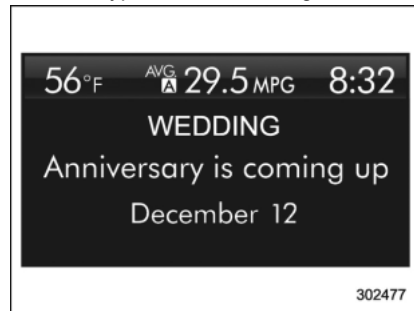 56°F AVG A 29.5 MPG 8:32
WEDDING
Anniversary is coming up
December 12
302477